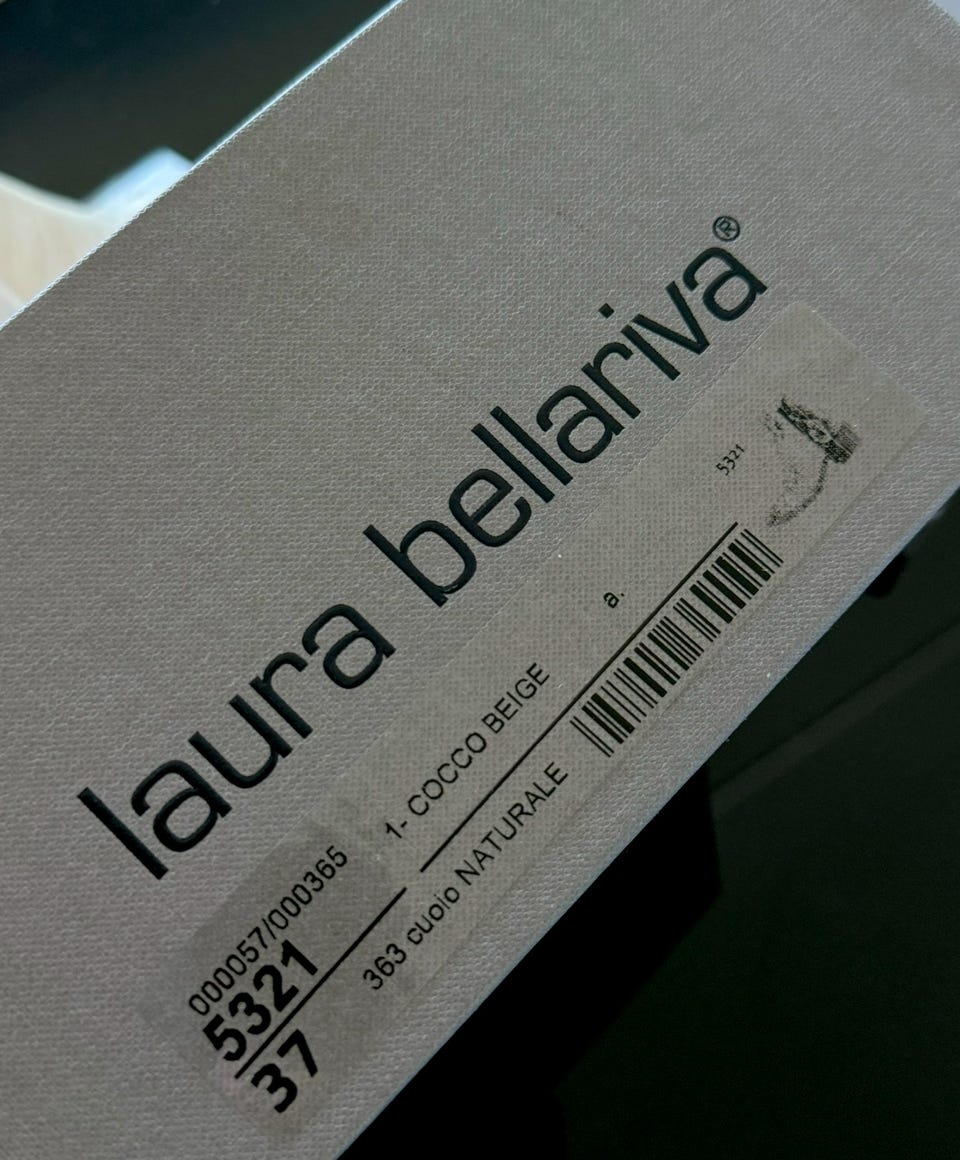 laura bellariva®
000057/000365
5321
37
1- COCCO BEIGE
a.
363 cuoio NATURALE
5321